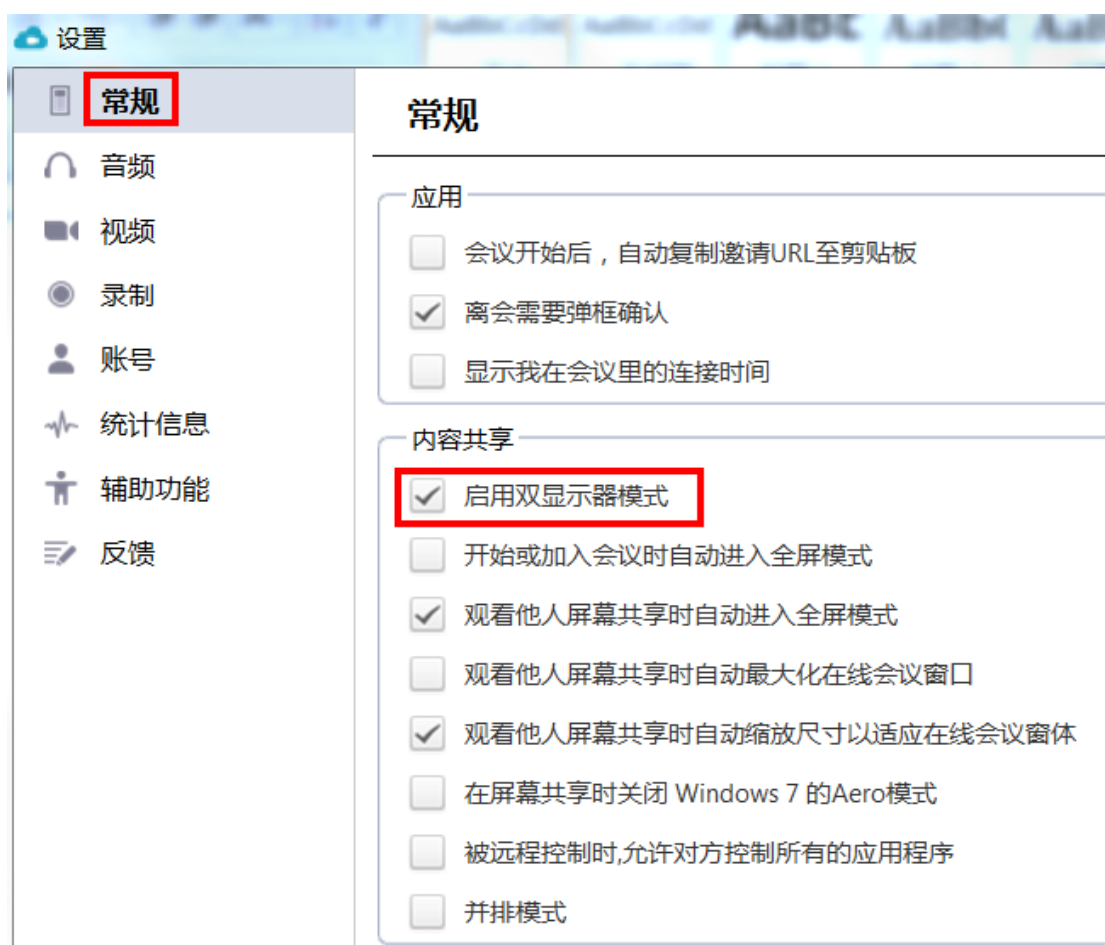 设置
常规
音频
视频
录制
账号
统计信息
辅助功能
反馈
常规
应用
会议开始后，自动复制邀请URL至剪贴板
离会需要弹框确认
显示我在会议里的连接时间
内容共享
启用双显示器模式
开始或加入会议时自动进入全屏模式
观看他人屏幕共享时自动进入全屏模式
观看他人屏幕共享时自动最大化在线会议窗口
观看他人屏幕共享时自动缩放尺寸以适应在线会议窗体
在屏幕共享时关闭 Windows 7 的Aero模式
被远程控制时,允许对方控制所有的应用程序
并排模式